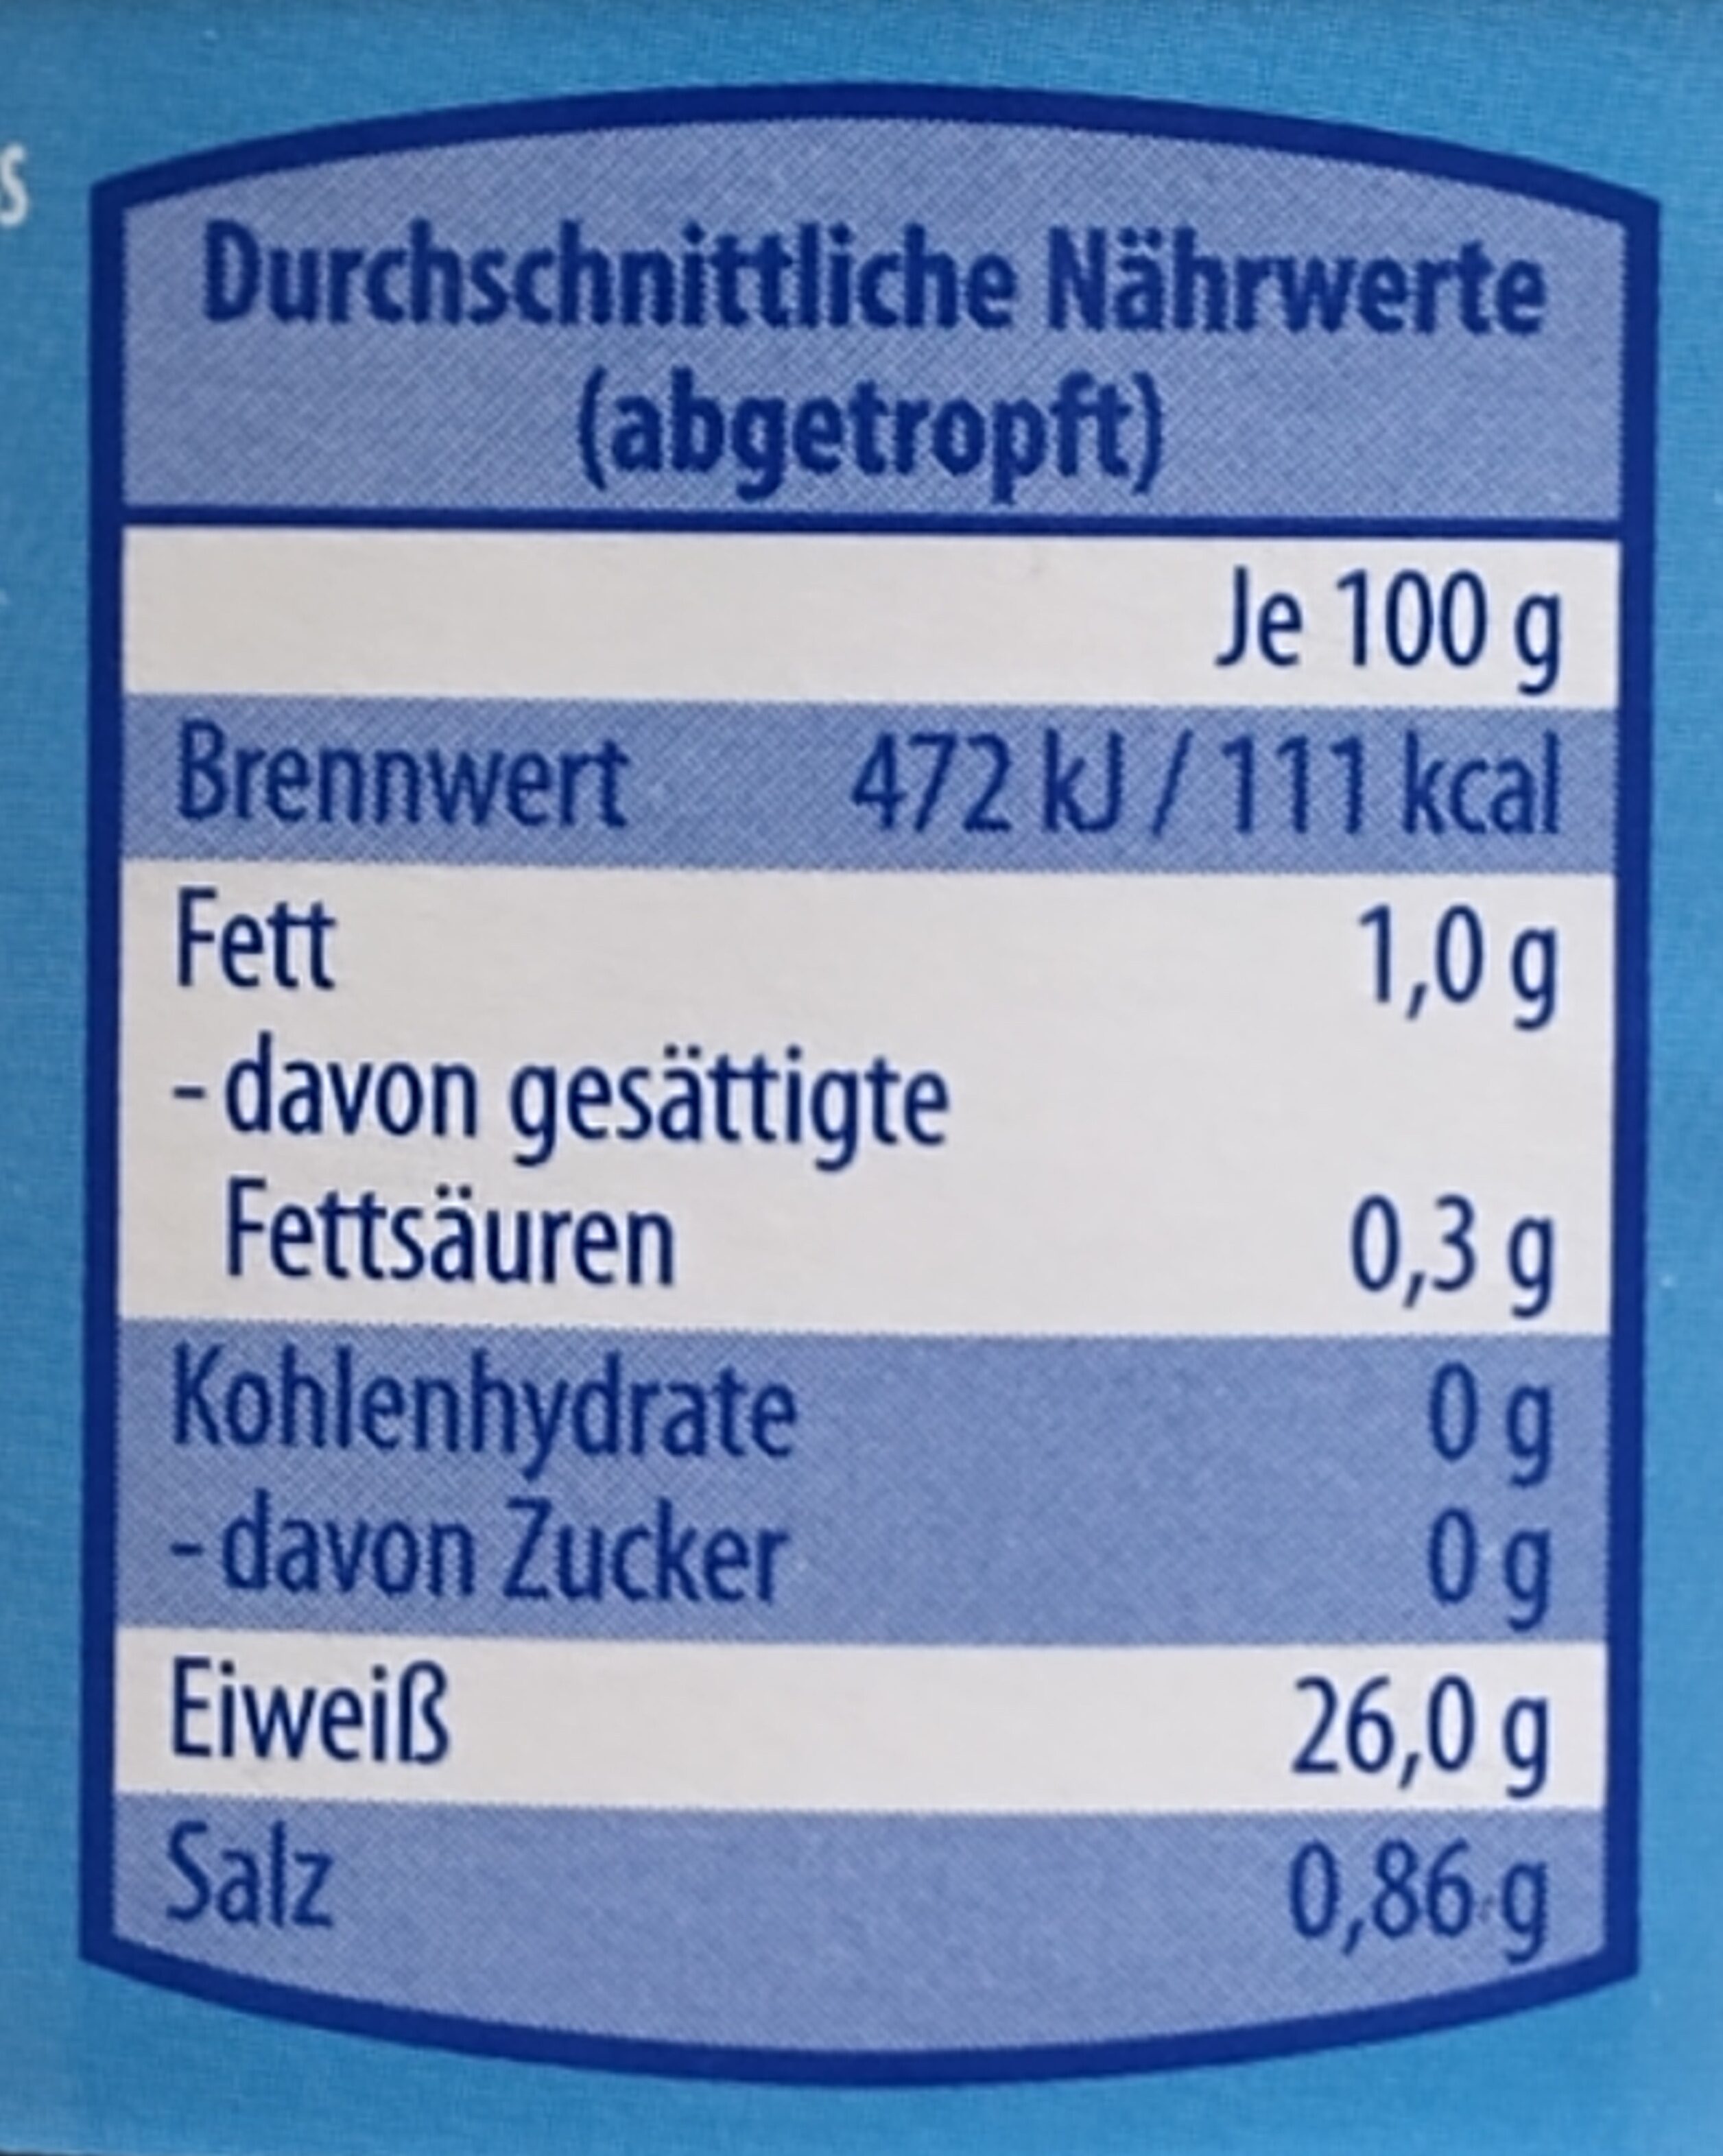 s
Durchschnittliche Nährwerte
(abgetropft)
Je 100 g
Brennwert 472 kJ / 111 kcal
Fett 1,0 g
- davon gesättigte
Fettsäuren 0,3 g
Kohlenhydrate 0 g
- davon Zucker 0 g
Eiweiß 26,0 g
Salz 0,86 g